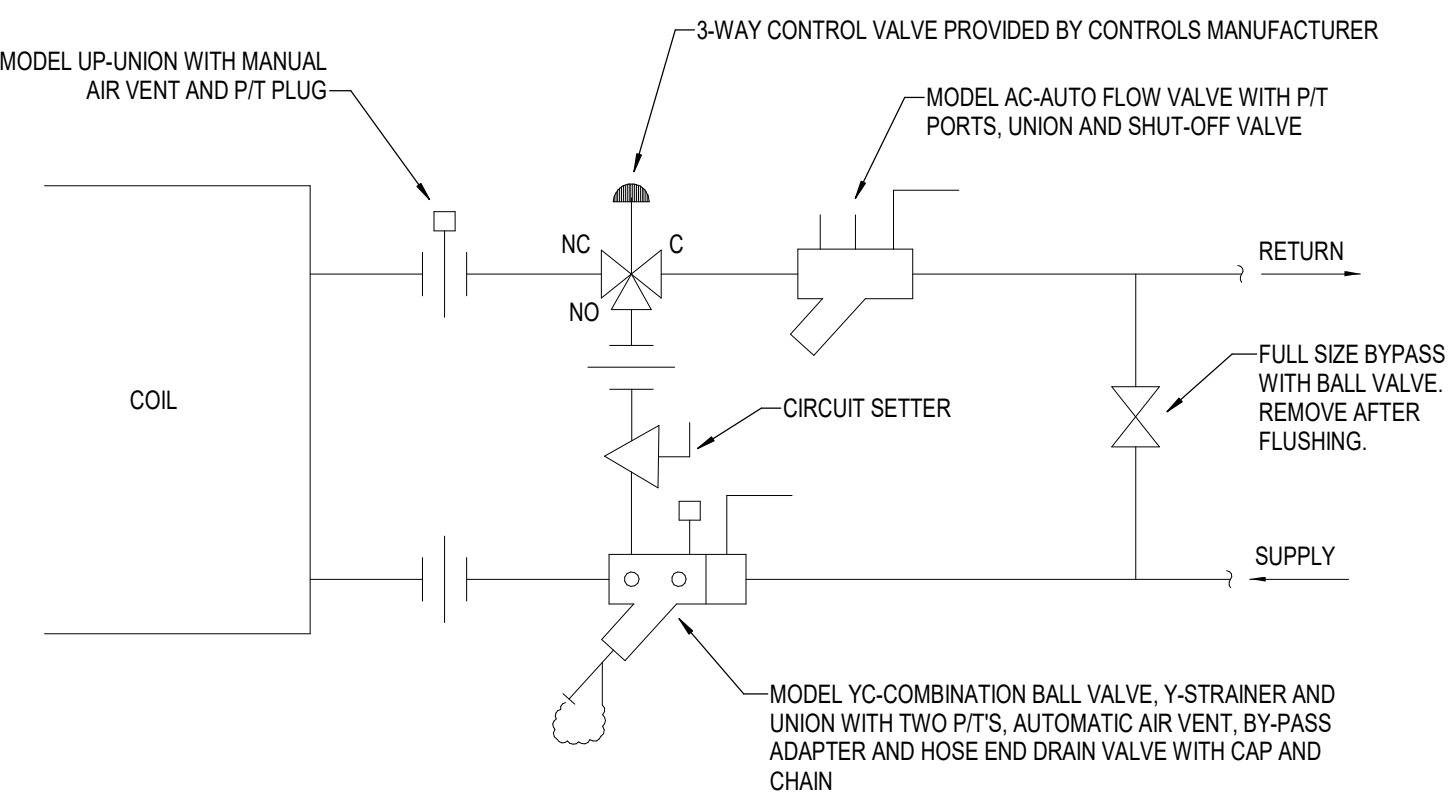 3-WAY CONTROL VALVE PROVIDED BY CONTROLS MANUFACTURER
MODEL UP-UNION WITH MANUAL
AIR VENT AND P/T PLUG
MODEL AC-AUTO FLOW VALVE WITH P/T
PORTS, UNION AND SHUT-OFF VALVE
NC
C
NO
RETURN
COIL
FULL SIZE BYPASS
WITH BALL VALVE.
REMOVE AFTER
FLUSHING.
CIRCUIT SETTER
SUPPLY
MODEL YC-COMBINATION BALL VALVE, Y-STRAINER AND
UNION WITH TWO P/T'S, AUTOMATIC AIR VENT, BY-PASS
ADAPTER AND HOSE END DRAIN VALVE WITH CAP AND
CHAIN